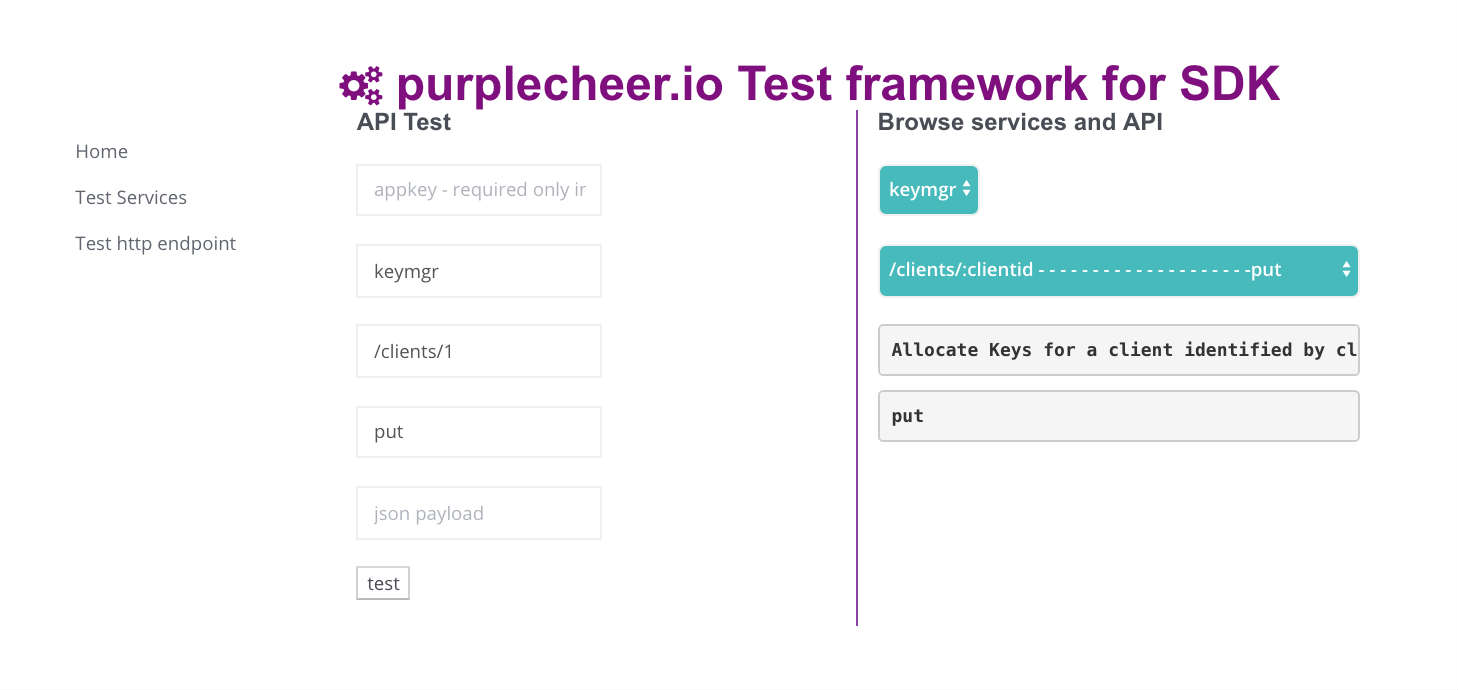 purplecheer.io Test framework for SDK
Home
Test Services
Test http endpoint
API Test
appkey - required only ir
keymgr
/clients/1
put
json payload
test
Browse services and API
keymgr
/clients/:clientid - - - - - - - - - - - - - - - - - - - -put
Allocate Keys for a client identified by cl
put